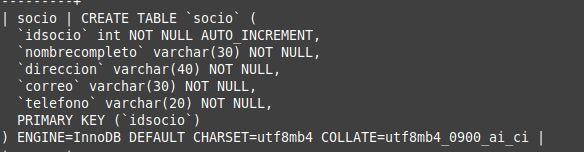 ---------+
| socio | CREATE TABLE `socio` (
  `idsocio` int NOT NULL AUTO_INCREMENT,
  `nombrecompleto` varchar(30) NOT NULL,
  `direccion` varchar(40) NOT NULL,
  `correo` varchar(30) NOT NULL,
  `telefono` varchar(20) NOT NULL,
  PRIMARY KEY (`idsocio`)
) ENGINE=InnoDB DEFAULT CHARSET=utf8mb4 COLLATE=utf8mb4_0900_ai_ci |